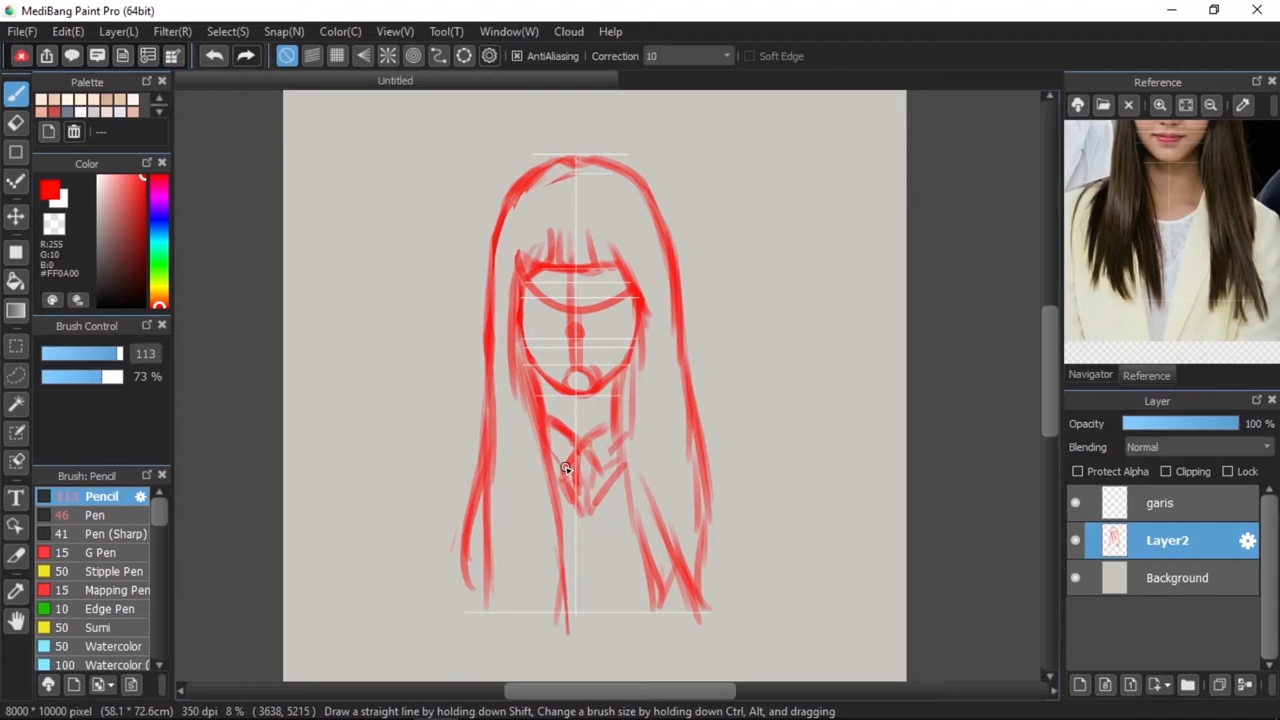 MediBang Paint Pro (64bit)
File(F) Edit(E) Layer(L) Filter(R) Select(S) Snap(N) Color(C) View(V) Tool(T) Window(W) Cloud Help
AntiAliasing Correction 10 Soft Edge
Palette
Untitled
Reference
---
Color
R:255
G:10
B:0
#FF0A00
Brush Control
113
73 %
Navigator Reference
Layer
Opacity 100 %
Blending Normal
Protect Alpha Clipping Lock
Brush: Pencil
113 Pencil
46 Pen
41 Pen (Sharp)
15 G Pen
50 Stipple Pen
15 Mapping Pen
10 Edge Pen
50 Sumi
50 Watercolor
100 Watercolor (
garis
Layer2
Background
T
8000 * 10000 pixel (58.1 * 72.6cm) 350 dpi 8 % ( 3638, 5215 ) Draw a straight line by holding down Shift, Change a brush size by holding down Ctrl, Alt, and dragging